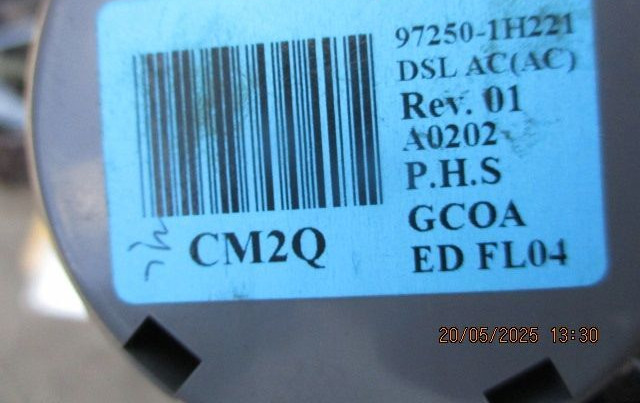 97250-1H221
DSL AC(AC)
Rev. 01
A0202
P.H.S
GCOA
ED FL04
CM2Q
20/05/2025 13:30